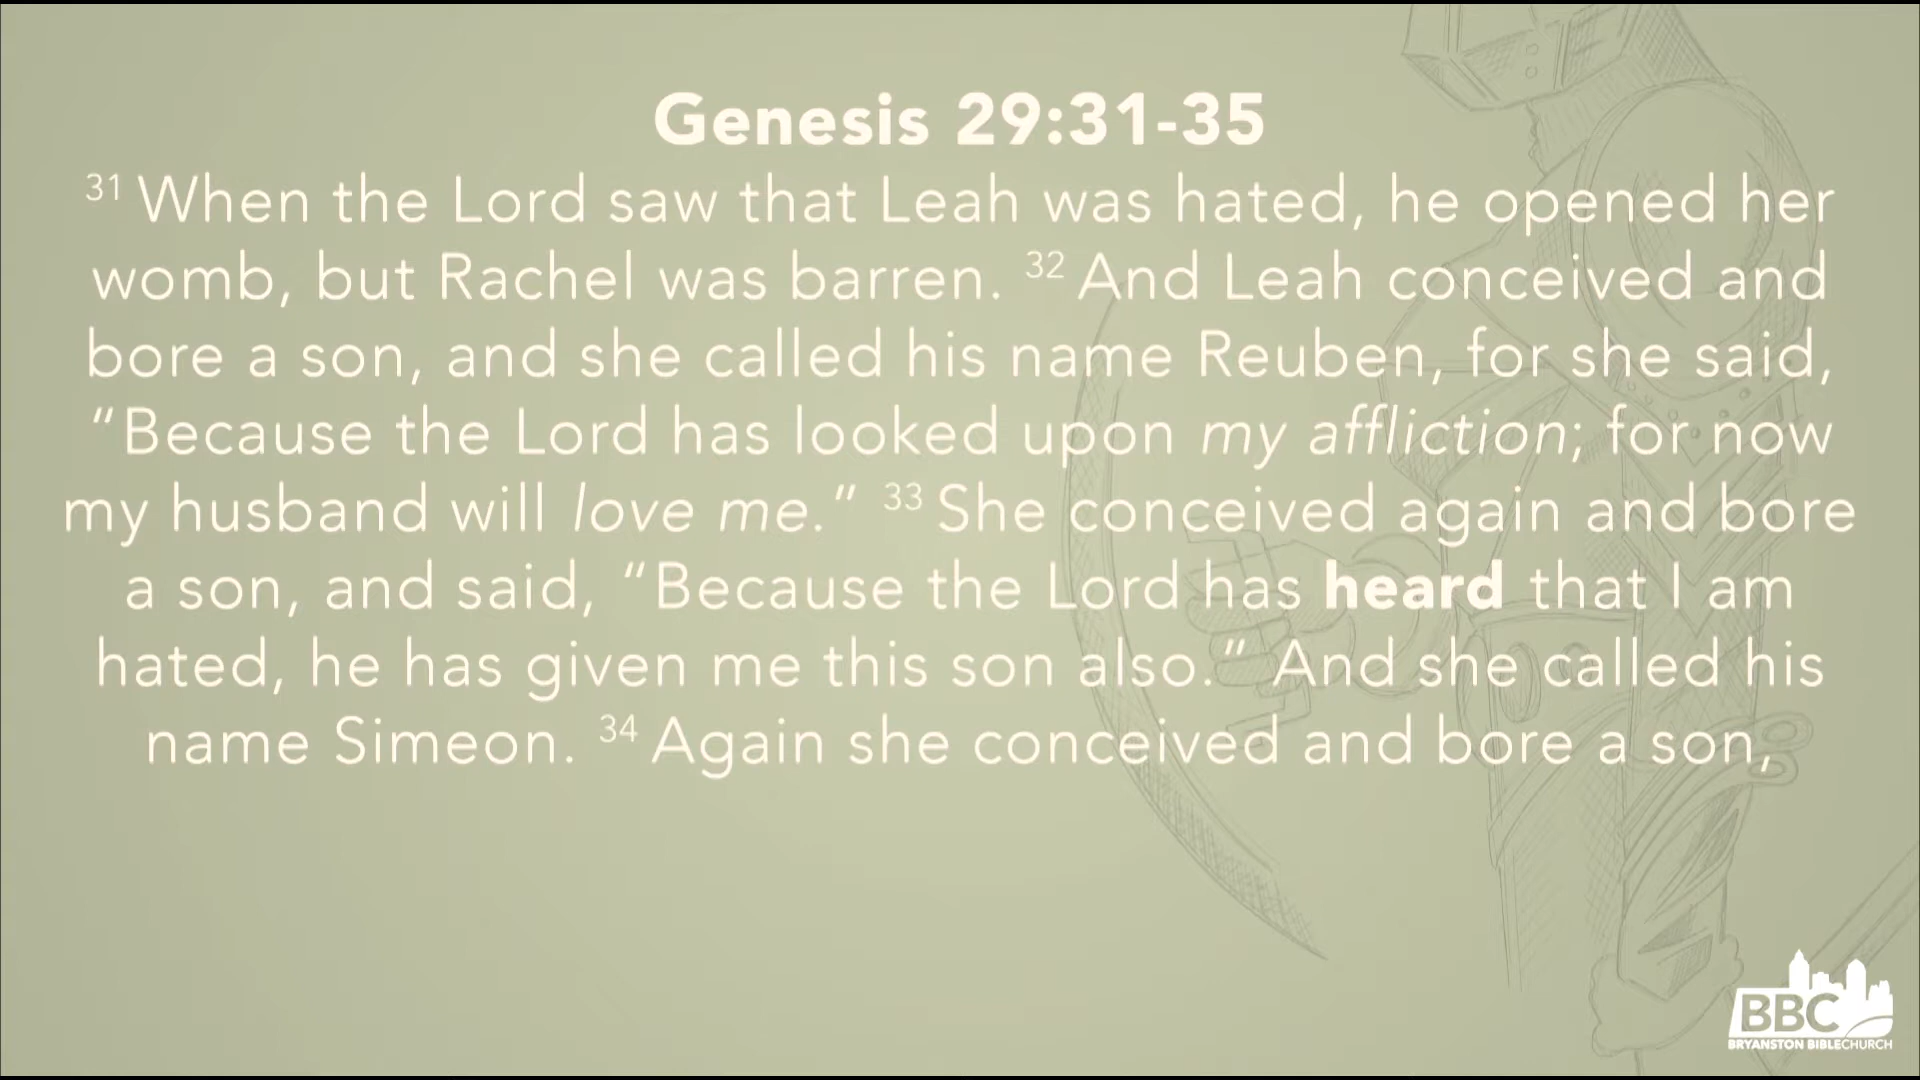 Genesis 29:31-35
31 When the Lord saw that Leah was hated, he opened her
womb, but Rachel was barren. 32 And Leah conceived and
bore a son, and she called his name Reuben, for she said,
“Because the Lord has looked upon my affliction; for now
my husband will love me.” 33 She conceived again and bore
a son, and said, “Because the Lord has heard that I am
hated, he has given me this son also.” And she called his
name Simeon. 34 Again she conceived and bore a son,
BBC
BRYANSTON BIBLECHURCH